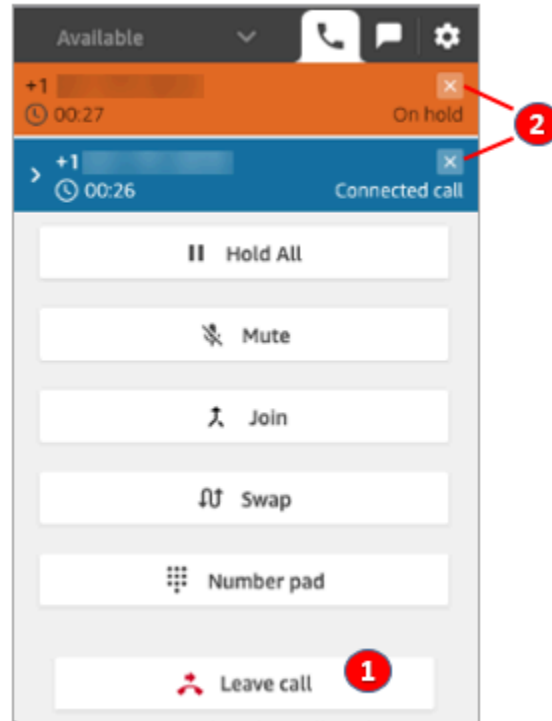 Available
+1
00:27
On hold
2
+1
00:26
Connected call
Hold All
Mute
Join
Swap
Number pad
Leave call
1